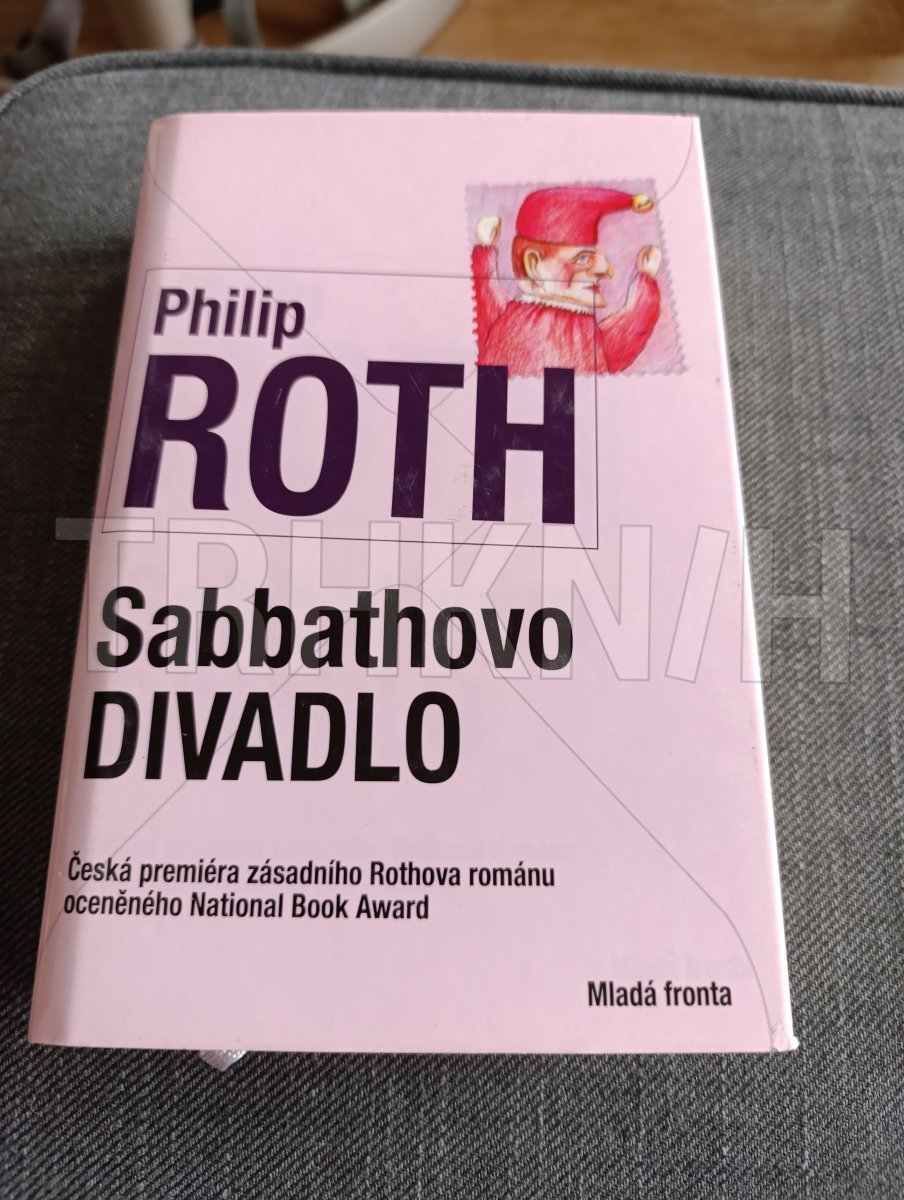 Philip
ROTH
Sabbathovo
DIVADLO
Česká premiéra zásadního Rothova románu
oceněného National Book Award
Mladá fronta
TRHKNIH